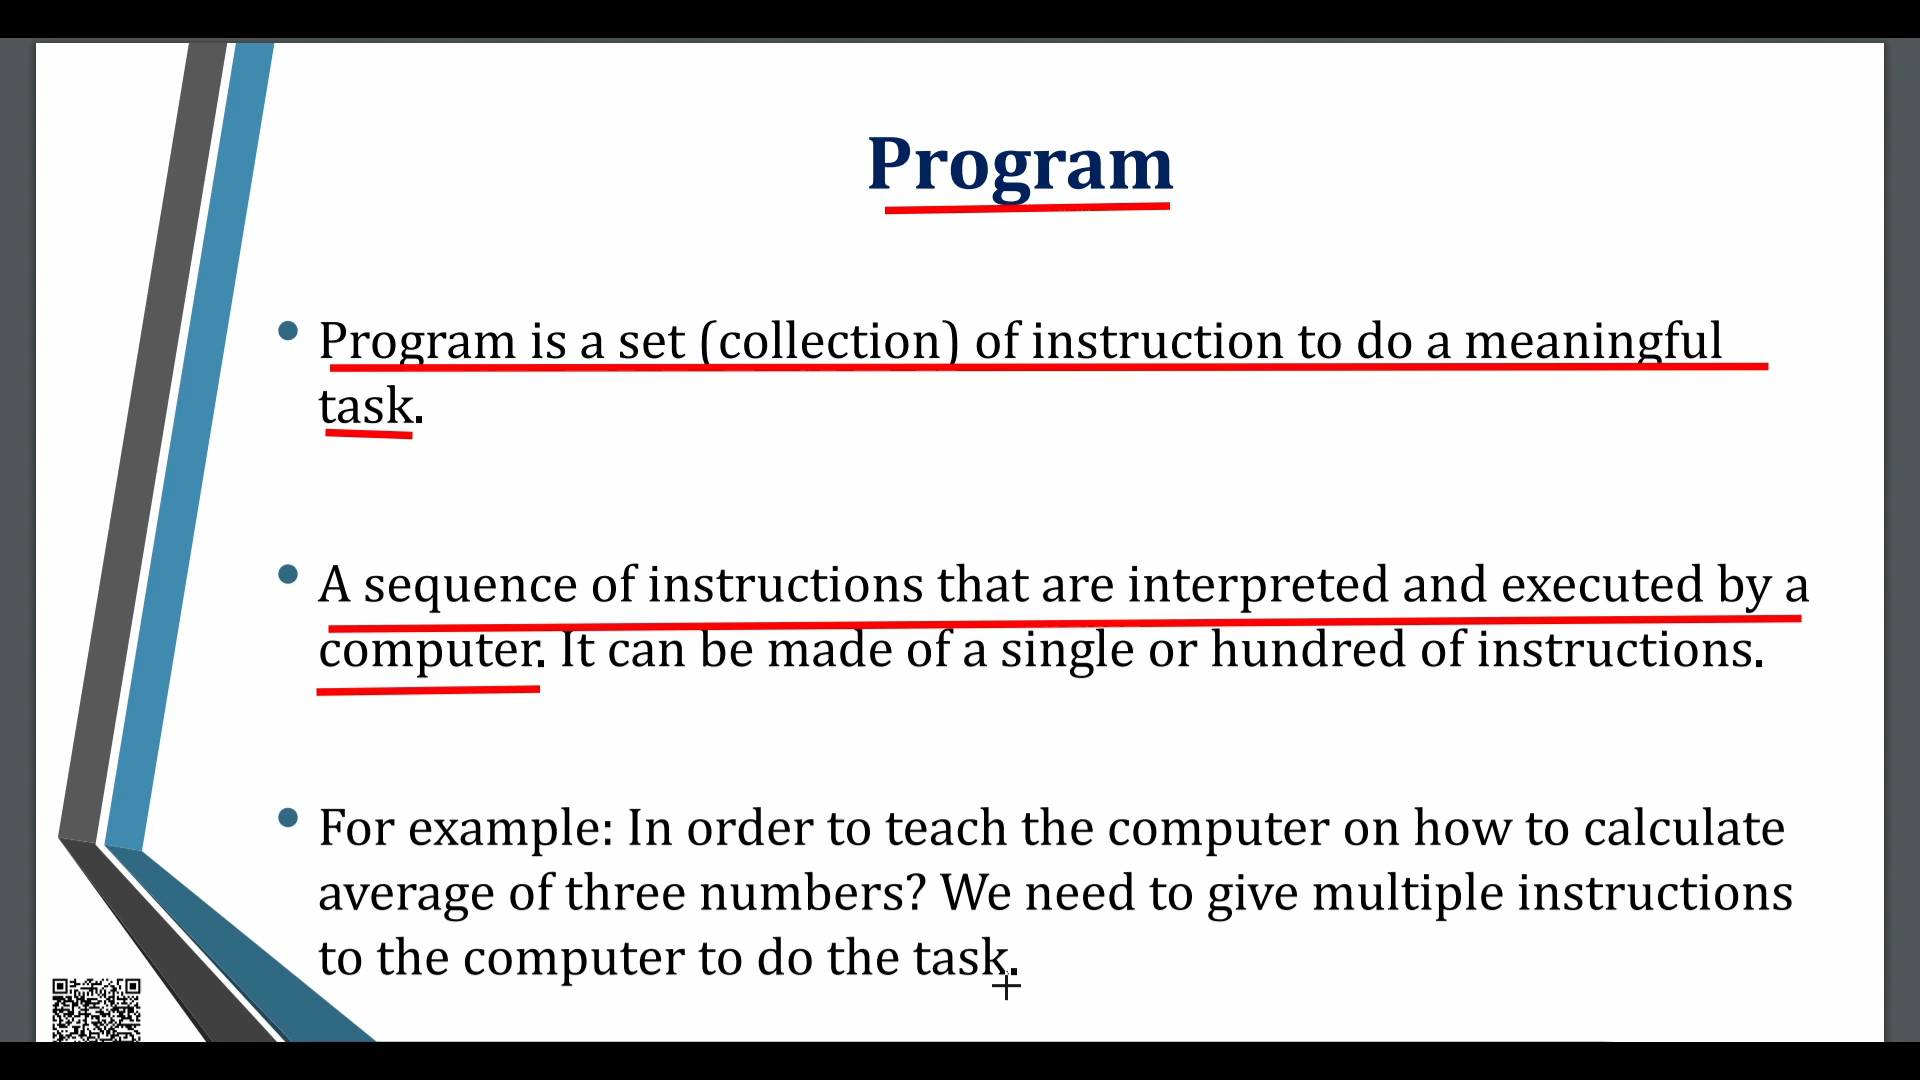 Program
Program is a set (collection) of instruction to do a meaningful
task.
A sequence of instructions that are interpreted and executed by a
computer. It can be made of a single or hundred of instructions.
For example: In order to teach the computer on how to calculate
average of three numbers? We need to give multiple instructions
to the computer to do the task.